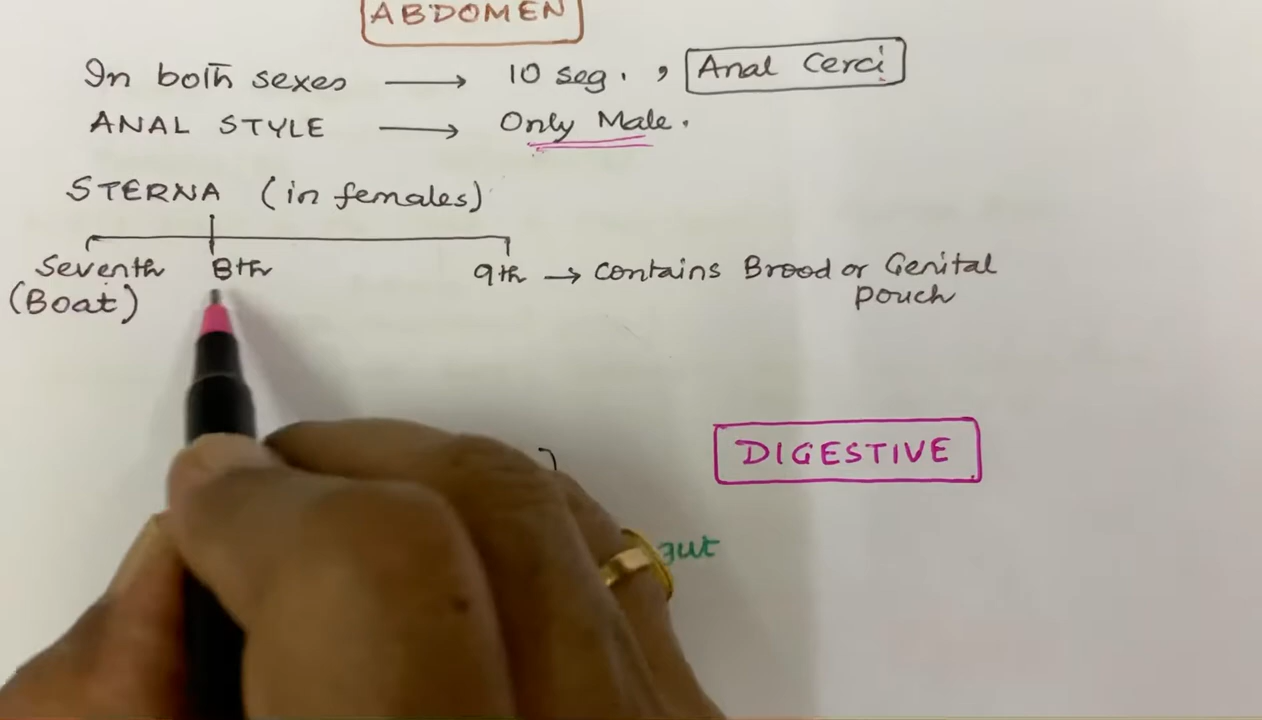 ABDOMEN
In both sexes → 10 seg. , Anal Cerci
ANAL STYLE → Only Male.
STERNA (in females)
Seventh 8th 9th → contains Brood or Genital
(Boat) Pouch
DIGESTIVE
gut